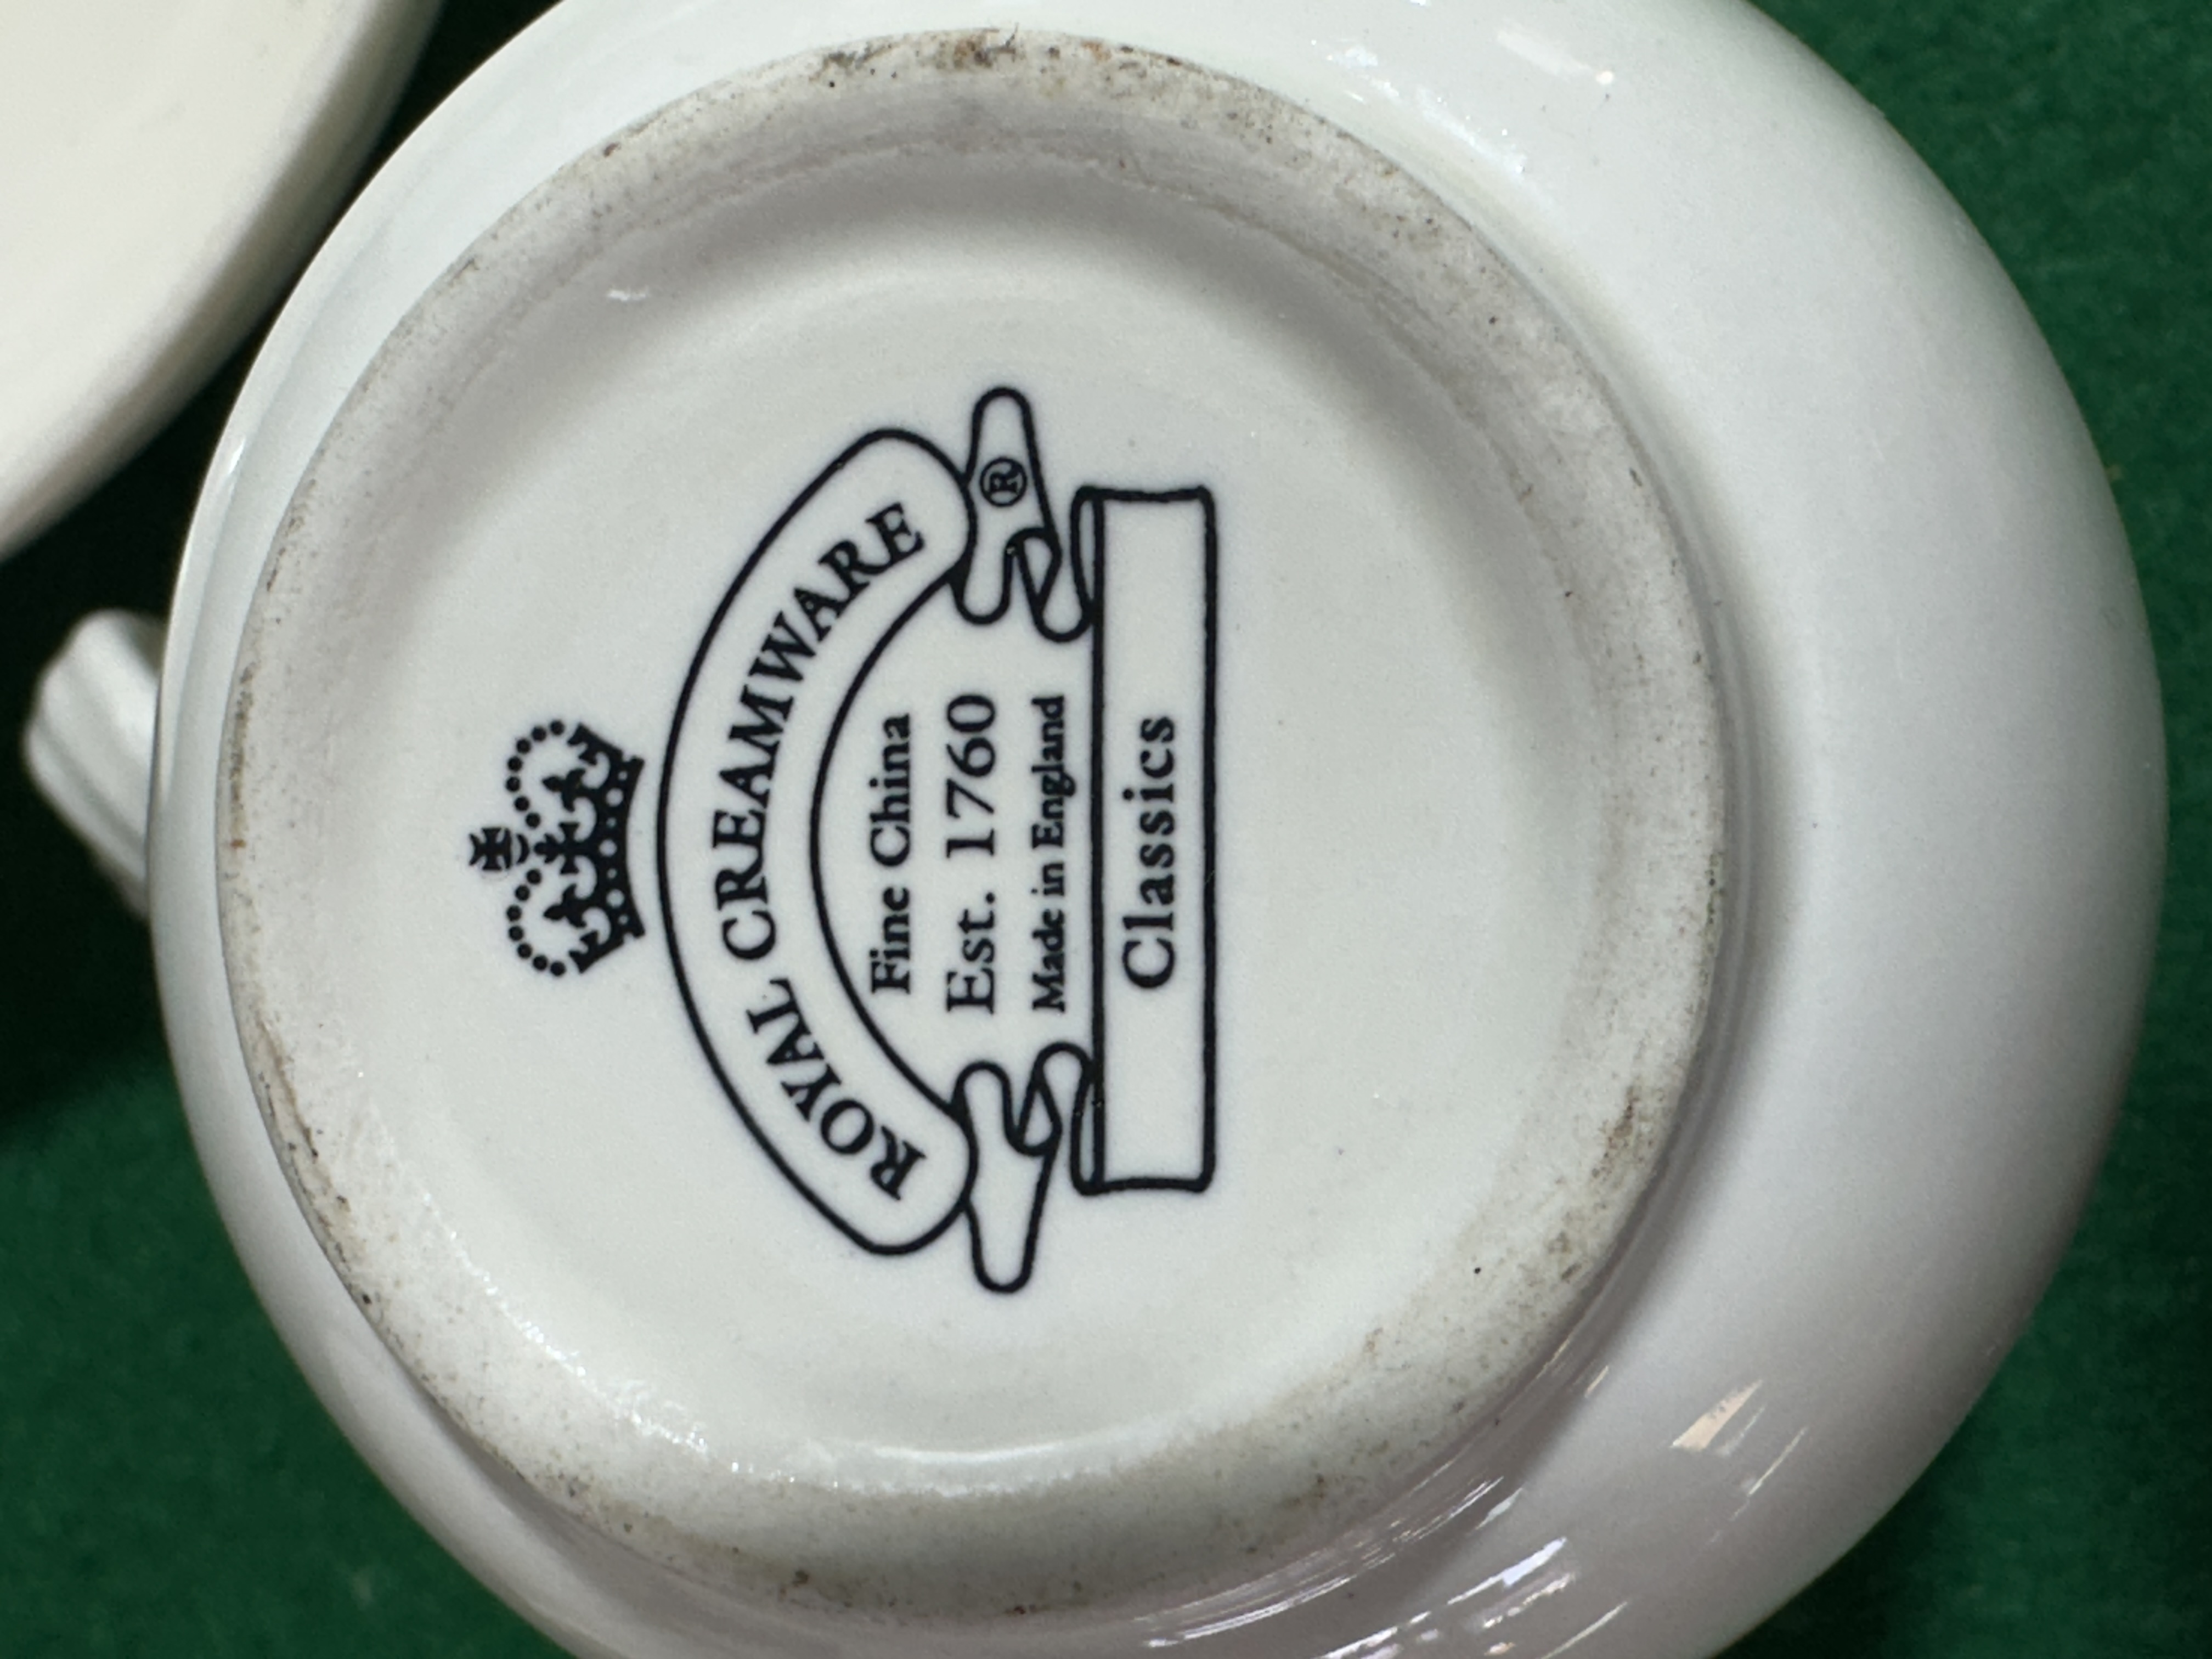 ROYAL CREAMWARE
®
Fine China
Est. 1760
Made in England
Classics